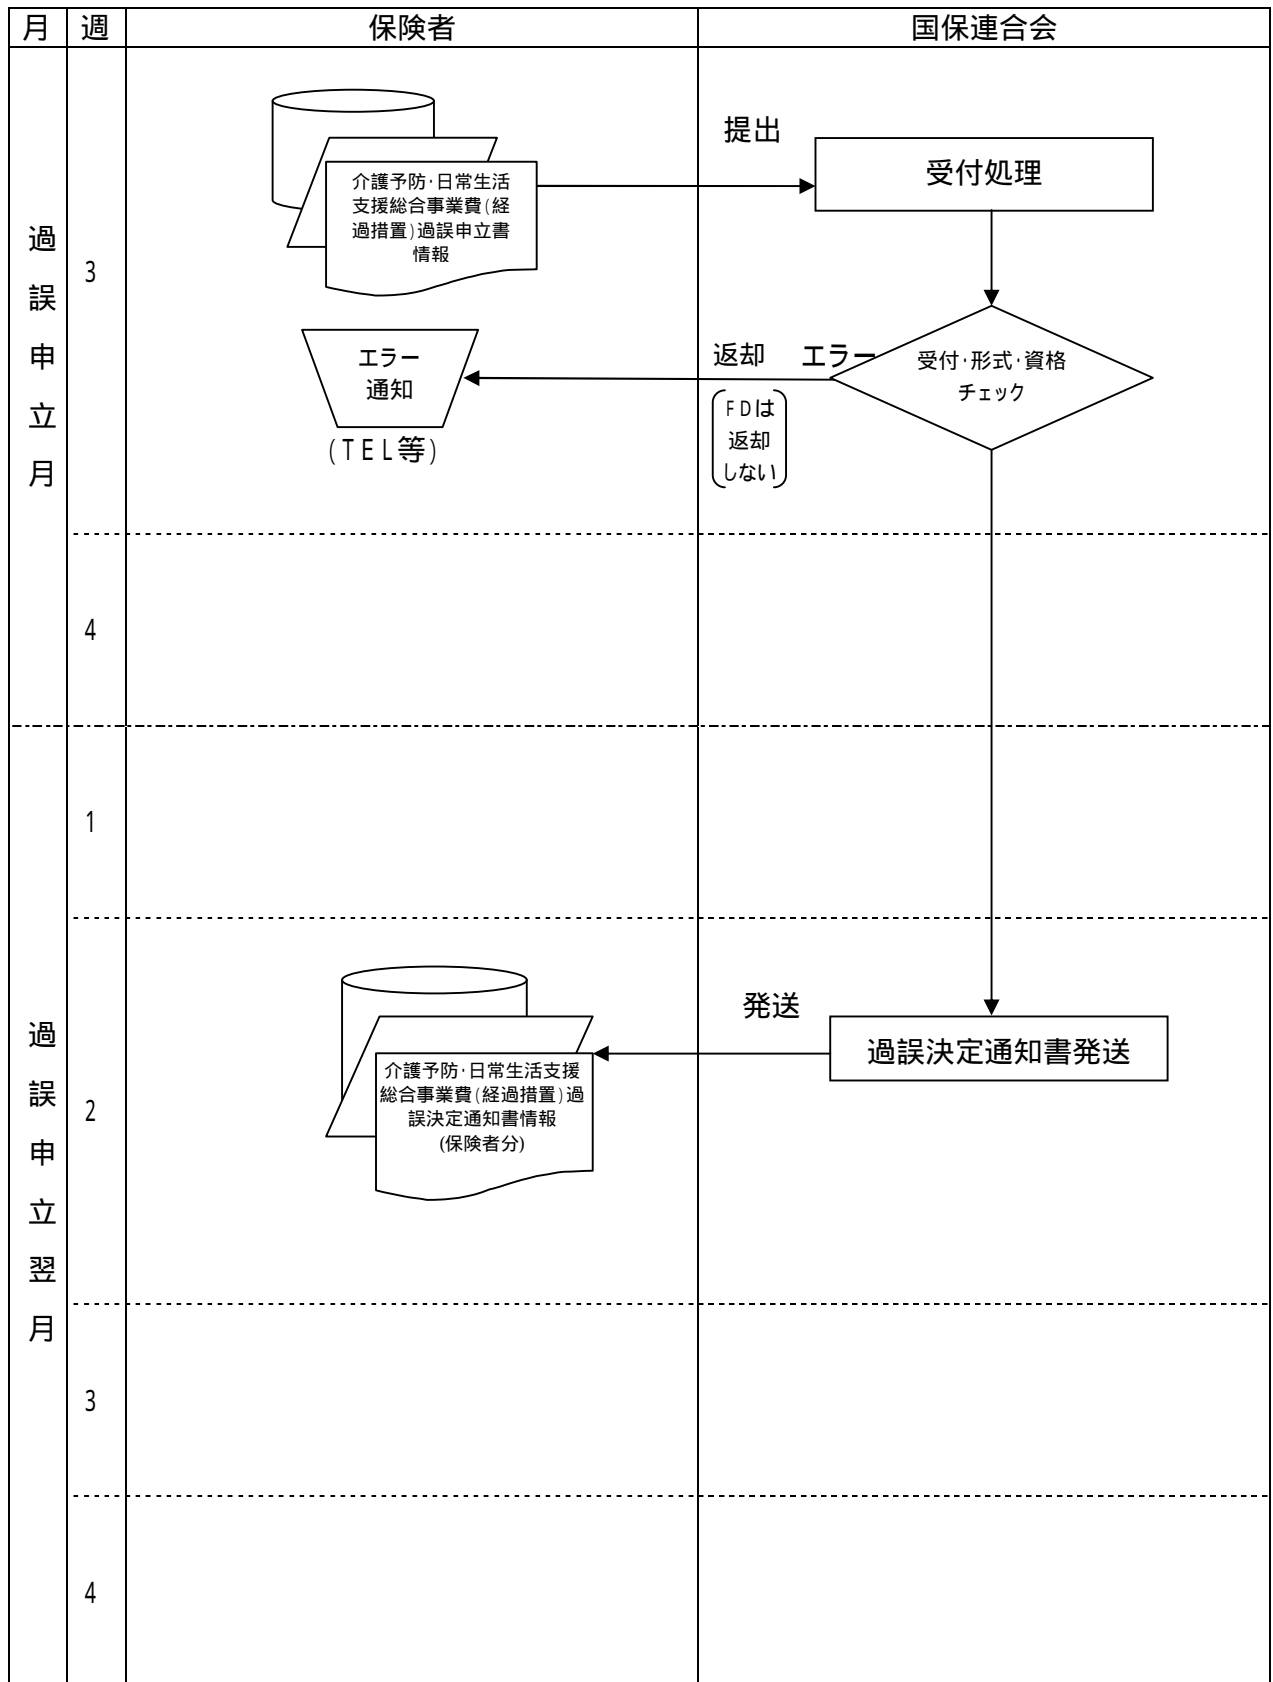 月 週 保険者 国保連合会
過誤申立月
3
介護予防・日常生活
支援総合事業費(経
過措置)過誤申立書
情報
提出
受付処理
エラー
通知
(TEL等)
返却 エラー
FDは
返却
しない
受付・形式・資格
チェック
4
過誤申立翌月
1
2
介護予防・日常生活支援
総合事業費(経過措置)過
誤決定通知書情報
(保険者分)
発送
過誤決定通知書発送
3
4